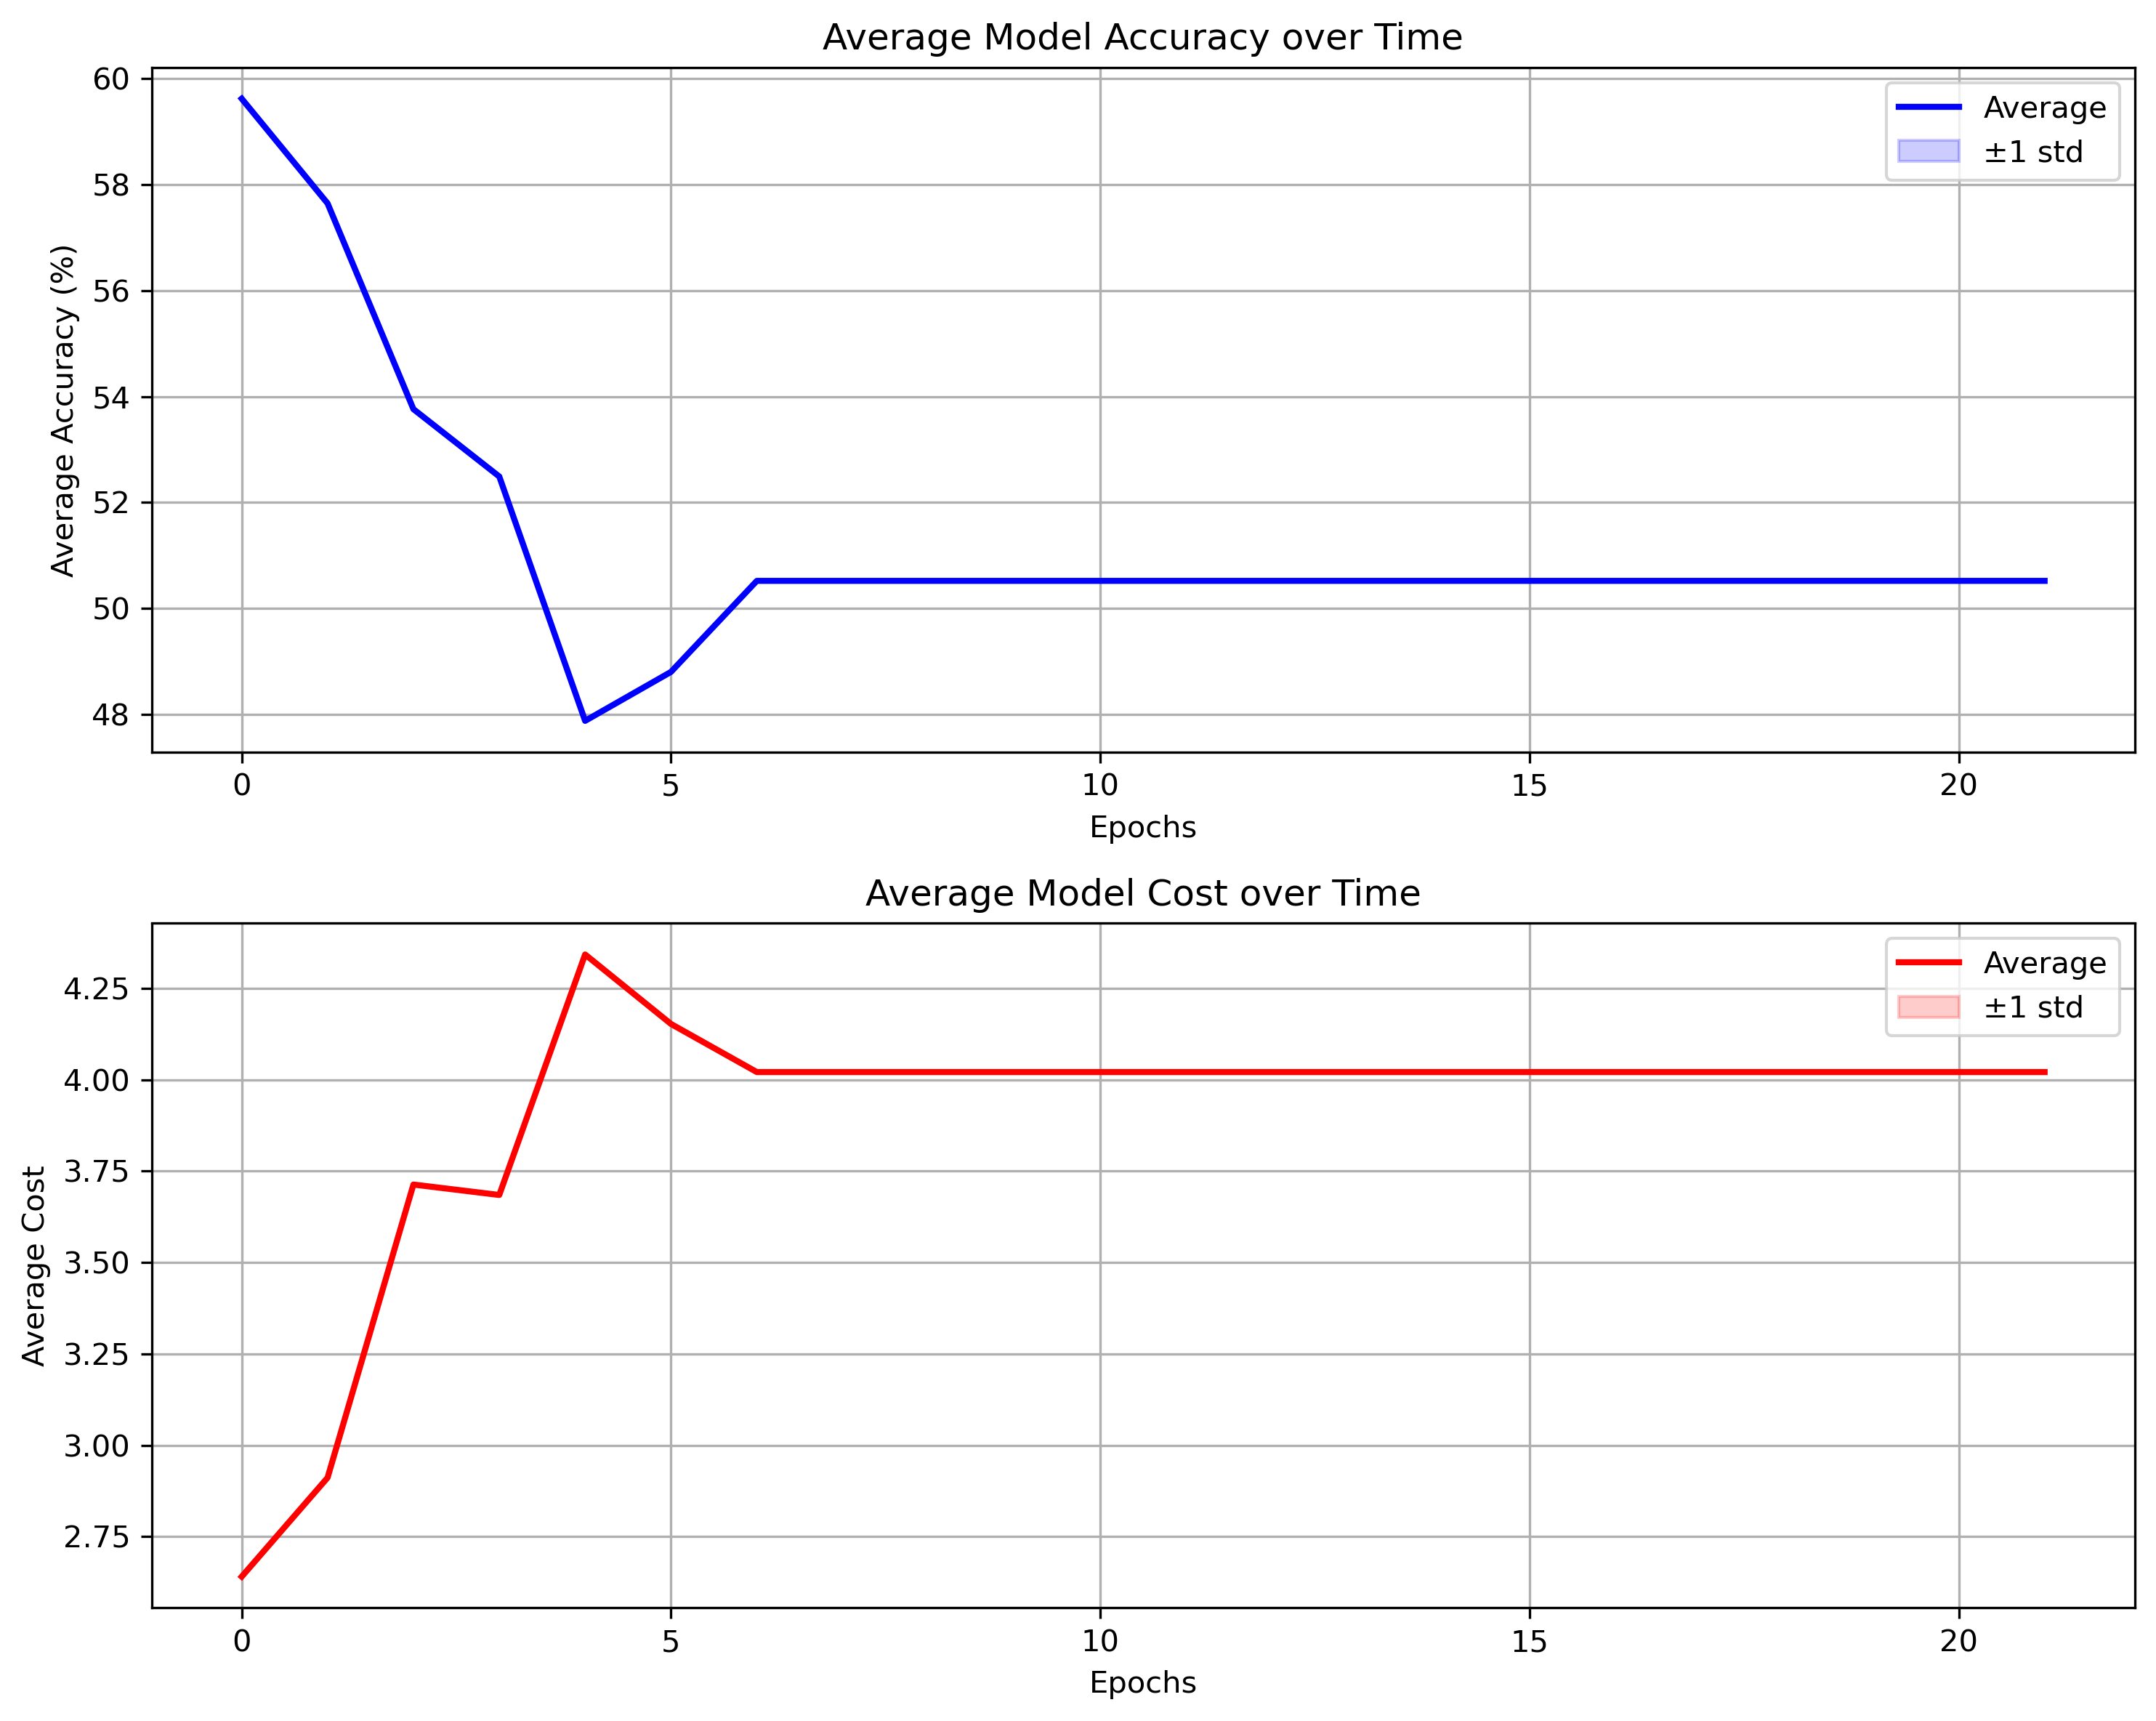 Average Model Accuracy over Time
60
58
56
54
52
50
48
Average Accuracy (%)
Average
±1 std
0 5 10 15 20
Epochs
Average Model Cost over Time
4.25
4.00
3.75
3.50
3.25
3.00
2.75
Average Cost
Average
±1 std
0 5 10 15 20
Epochs